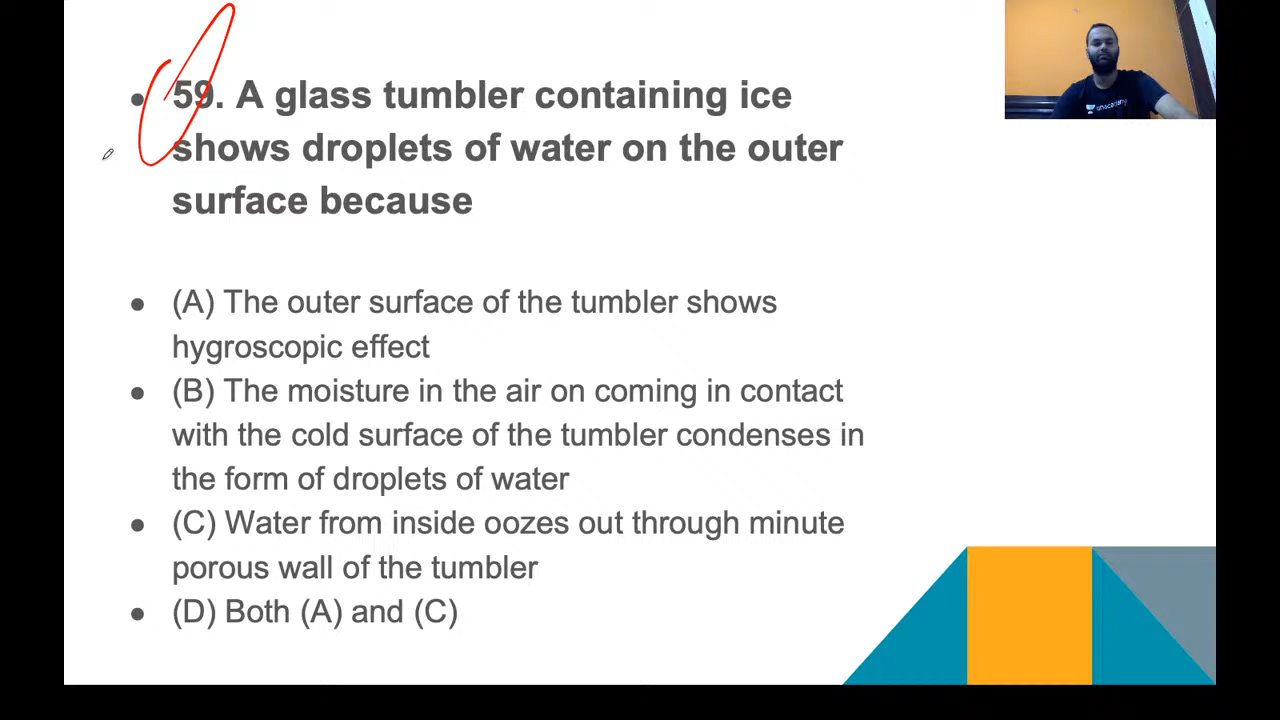 • 59. A glass tumbler containing ice
shows droplets of water on the outer
surface because
• (A) The outer surface of the tumbler shows
hygroscopic effect
• (B) The moisture in the air on coming in contact
with the cold surface of the tumbler condenses in
the form of droplets of water
• (C) Water from inside oozes out through minute
porous wall of the tumbler
• (D) Both (A) and (C)
unacademy